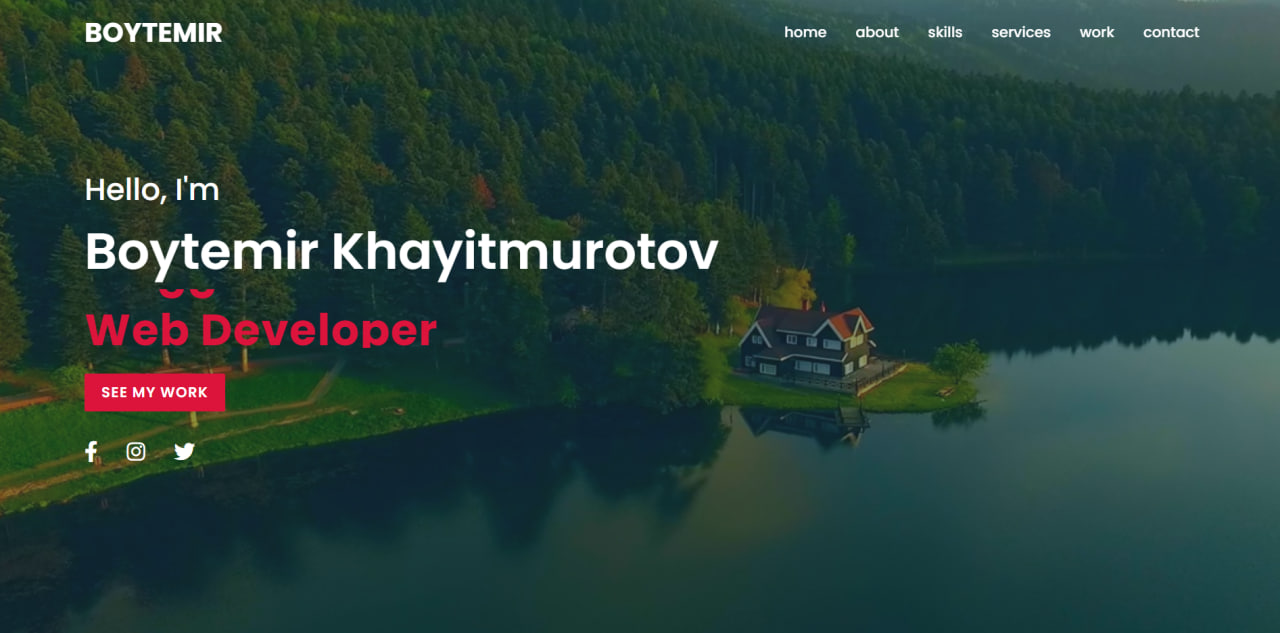 BOYTEMIR
home about skills services work contact
Hello, I'm
Boytemir Khayitmurotov
Web Developer
SEE MY WORK